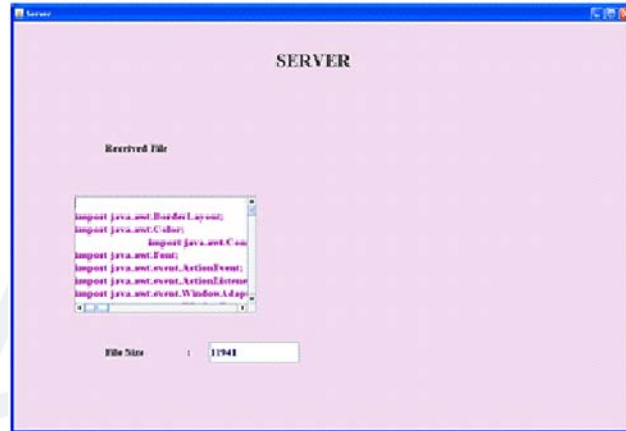 Server
SERVER
Received File
import java.awt.BorderLayout;
import java.awt.Color;
import java.awt.Con
import java.awt.Font;
import java.awt.event.ActionEvent;
import java.awt.event.ActionListene
import java.awt.event.WindowAdap
File Size : 11941